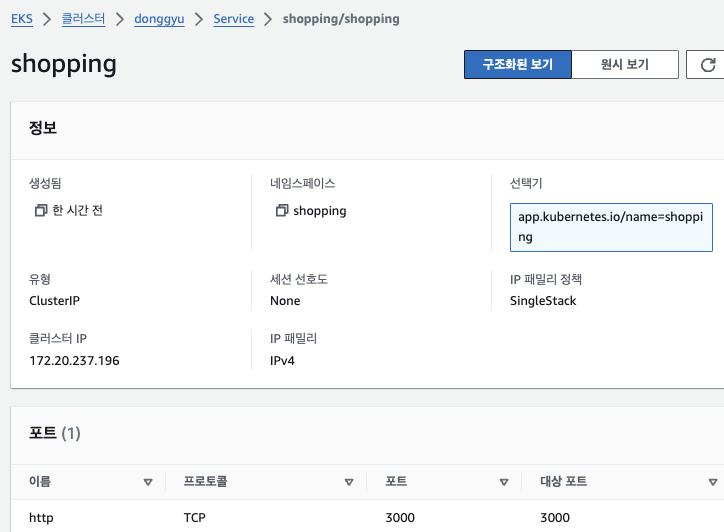 EKS > 클러스터 > donggyu > Service > shopping/shopping
shopping 구조화된 보기 원시 보기
정보
생성됨 네임스페이스 선택기
한 시간 전 shopping app.kubernetes.io/name=shoppi
ng
유형 세션 선호도 IP 패밀리 정책
ClusterIP None SingleStack
클러스터 IP IP 패밀리
172.20.237.196 IPv4
포트 (1)
이름 프로토콜 포트 대상 포트
http TCP 3000 3000